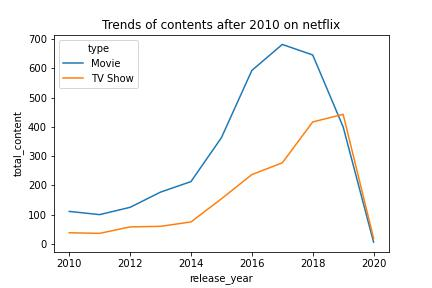 Trends of contents after 2010 on netflix
type
Movie
TV Show
total_content
700
600
500
400
300
200
100
0
2010 2012 2014 2016 2018 2020
release_year